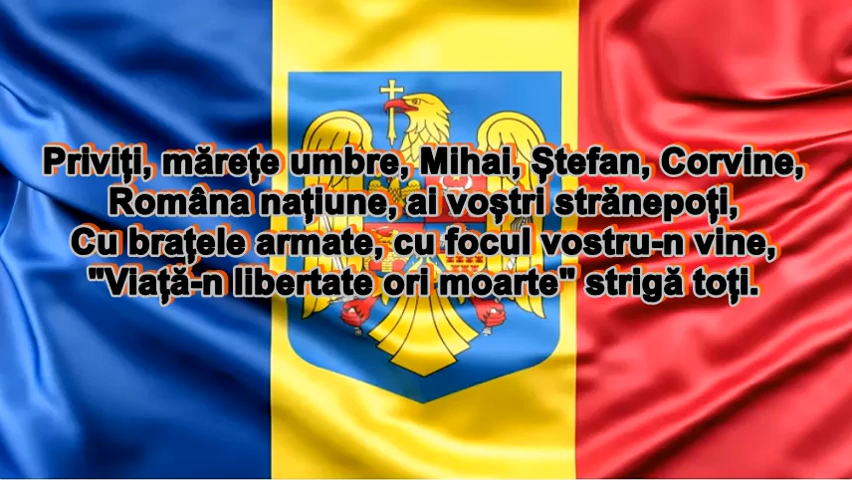 Priviți, mărețe umbre, Mihai, Ștefan, Corvine,
Româna națiune, ai voștri strănepoți,
Cu brațele armate, cu focul vostru-n vine,
"Viață-n libertate ori moarte" strigă toți.